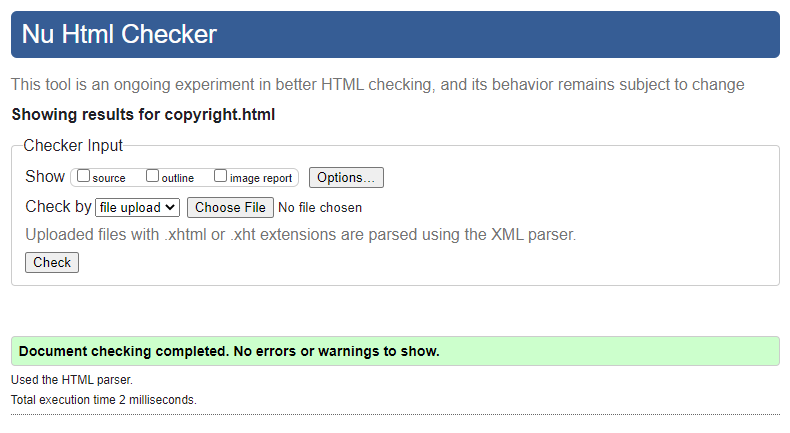 Nu Html Checker
This tool is an ongoing experiment in better HTML checking, and its behavior remains subject to change
Showing results for copyright.html
Checker Input
Show source outline image report Options...
Check by file upload Choose File No file chosen
Uploaded files with .xhtml or .xht extensions are parsed using the XML parser.
Check
Document checking completed. No errors or warnings to show.
Used the HTML parser.
Total execution time 2 milliseconds.